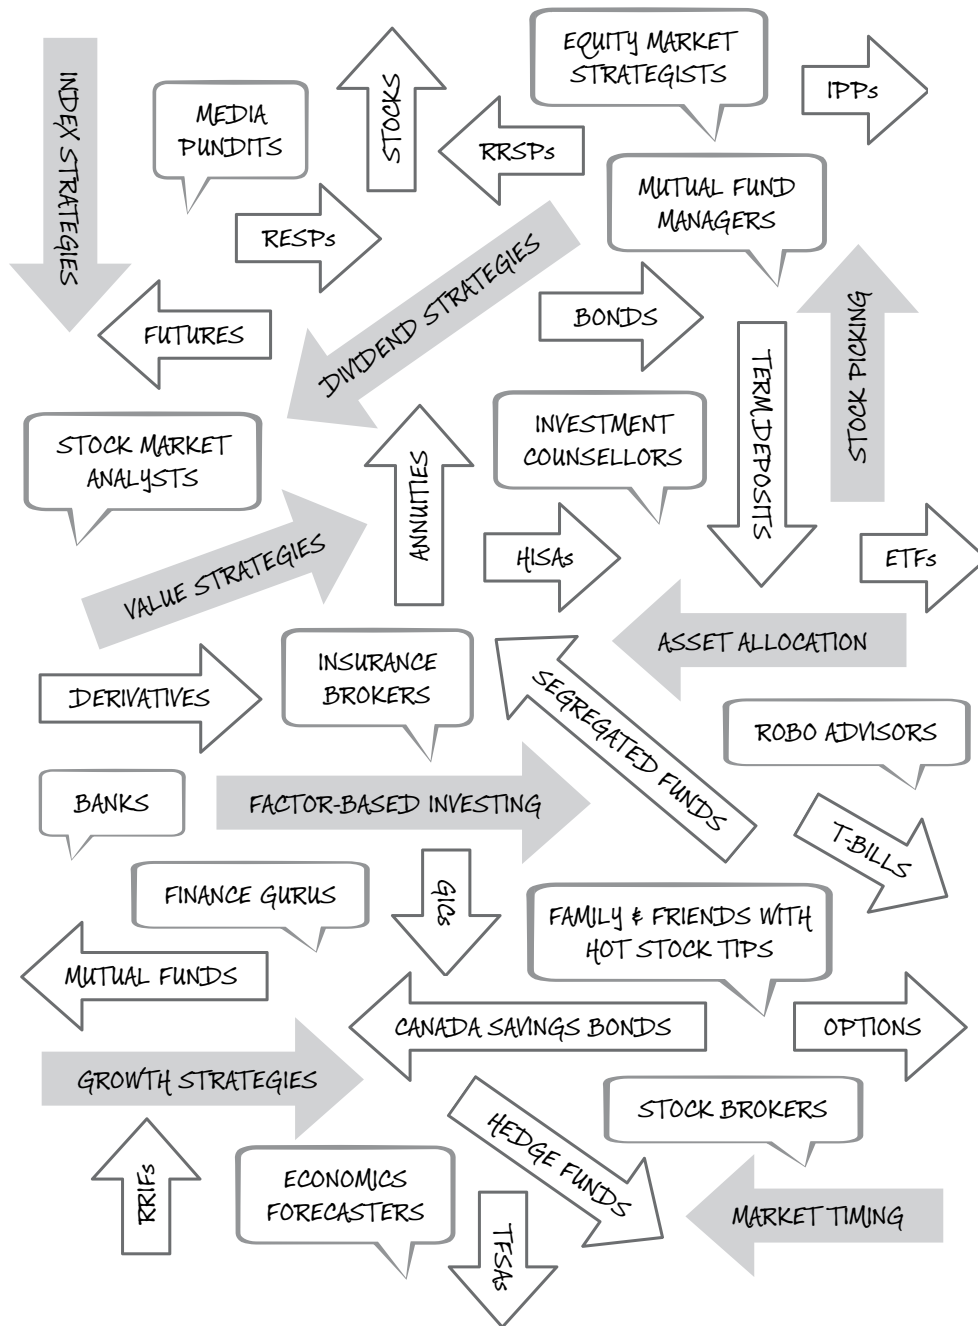 EQUITY MARKET
STRATEGISTS
INDEX STRATEGIES
MEDIA
PUNDITS
STOCKS
IPPs
RRSPs
MUTUAL FUND
MANAGERS
RESPs
DIVIDEND STRATEGIES
FUTURES
BONDS
STOCK PICKING
TERM DEPOSITS
STOCK MARKET
ANALYSTS
ANNUITIES
INVESTMENT
COUNSELLORS
VALUE STRATEGIES
HISAs
ETFs
ASSET ALLOCATION
INSURANCE
BROKERS
DERIVATIVES
SEGREGATED FUNDS
ROBO ADVISORS
BANKS
FACTOR-BASED INVESTING
T-BILLS
FINANCE GURUS
GICs
FAMILY & FRIENDS WITH
HOT STOCK TIPS
MUTUAL FUNDS
CANADA SAVINGS BONDS
OPTIONS
GROWTH STRATEGIES
STOCK BROKERS
HEDGE FUNDS
RRIFs
ECONOMICS
FORECASTERS
TFSAs
MARKET TIMING